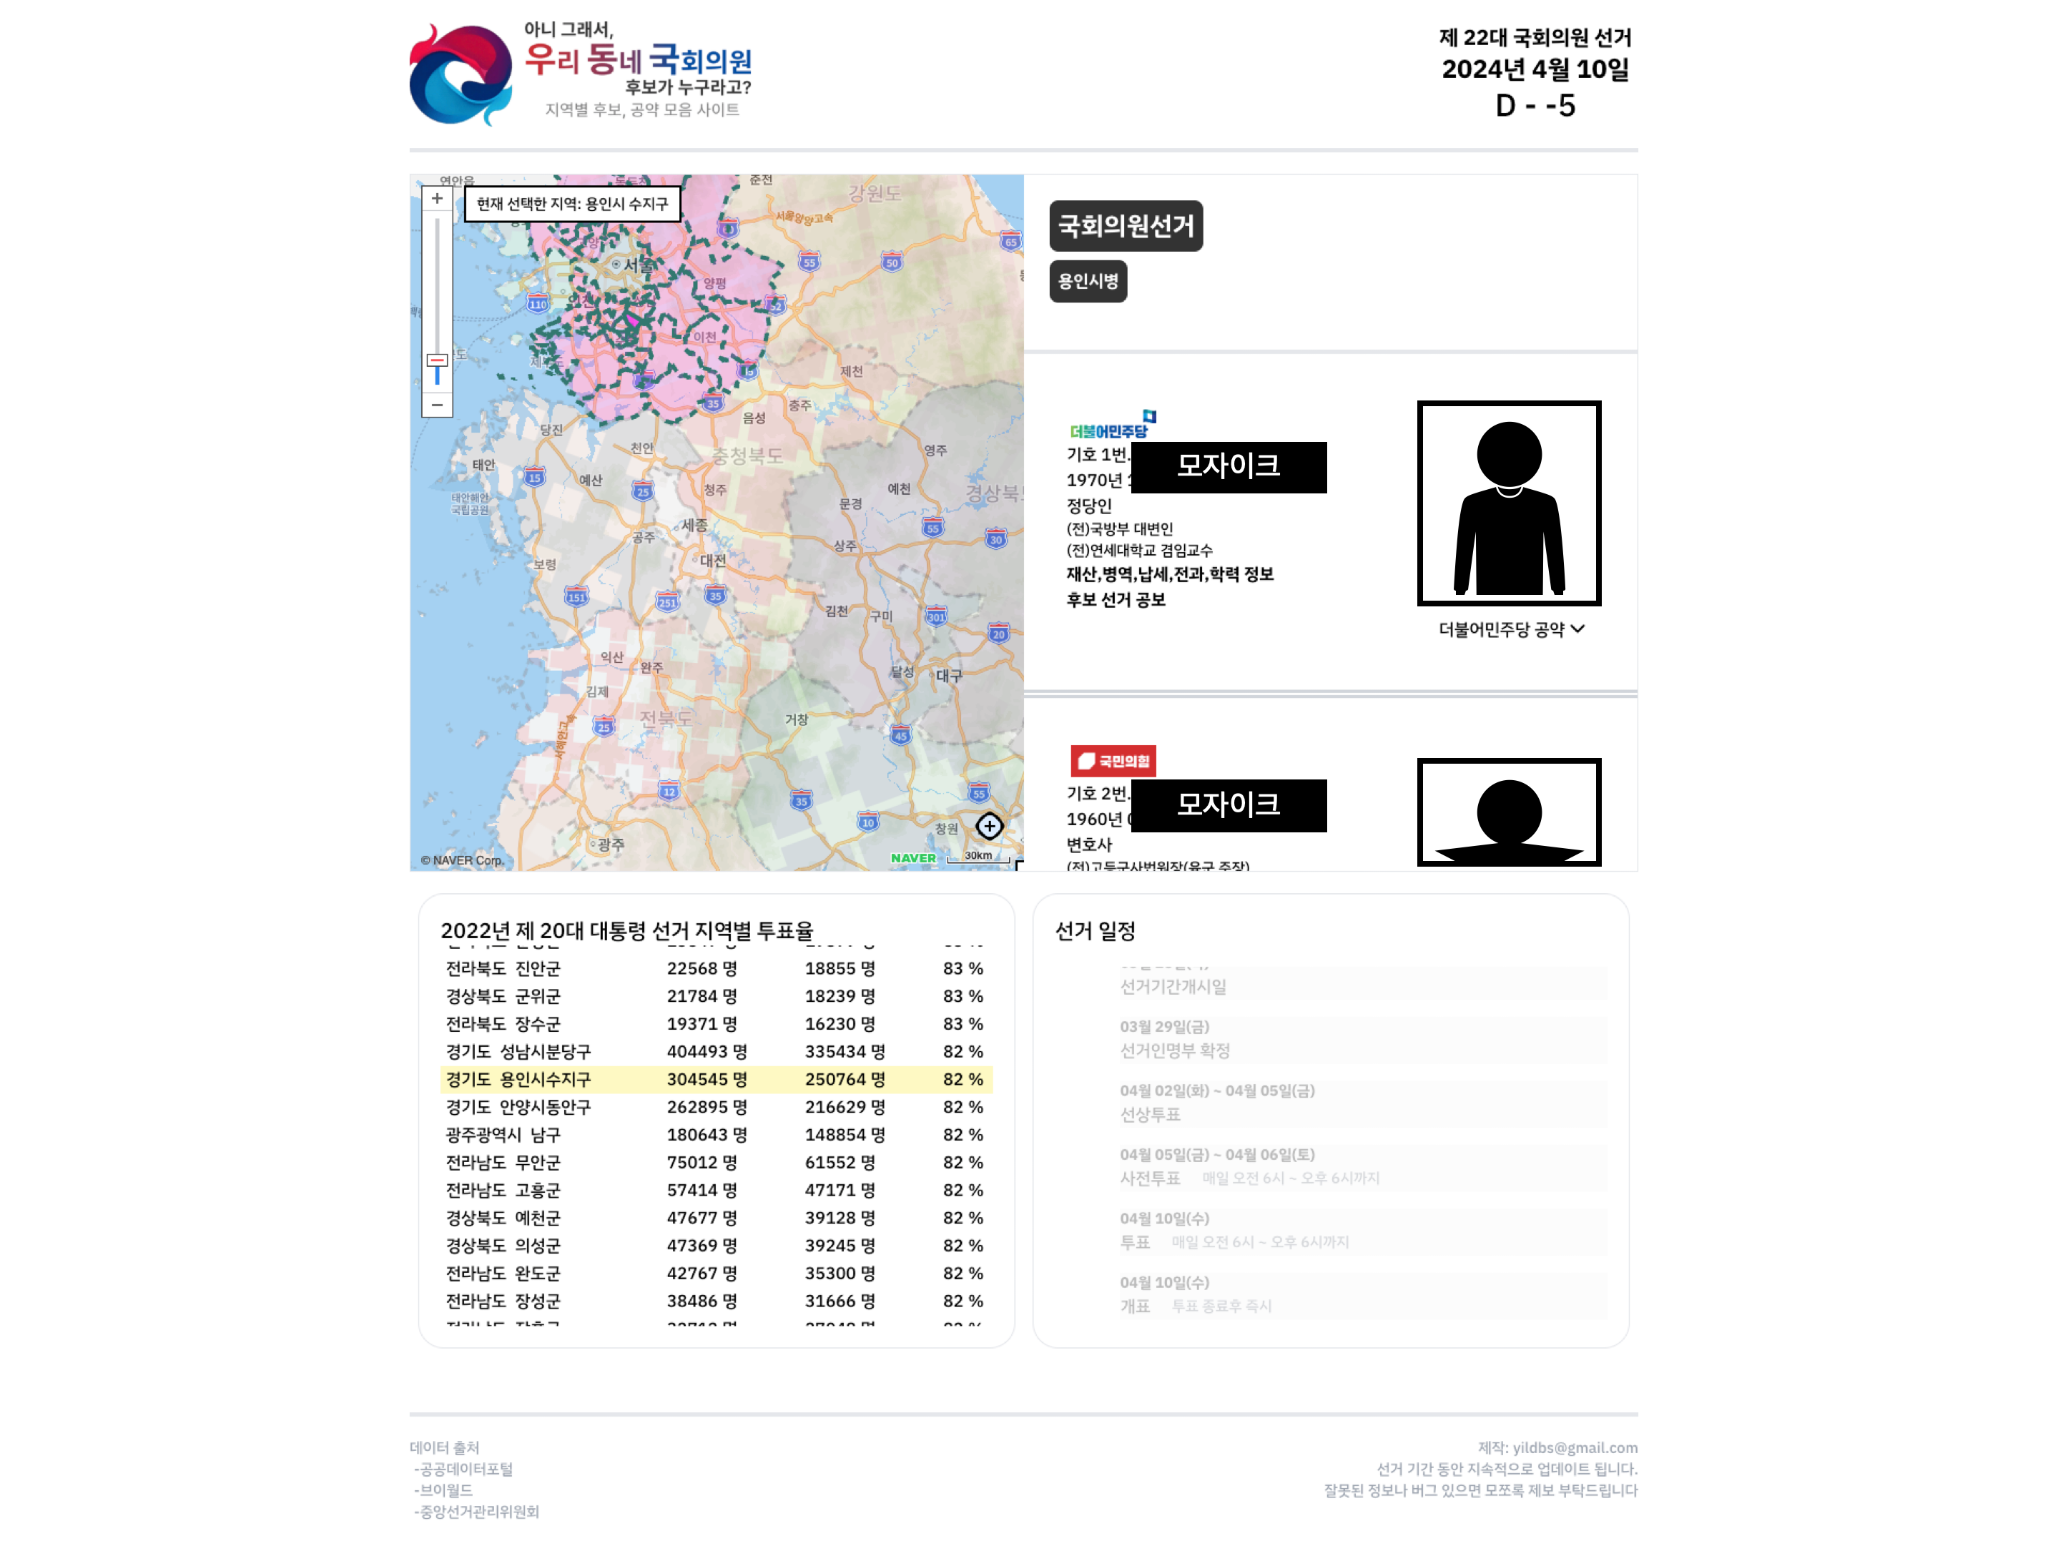 아니 그래서,
우리 동네 국회의원
후보가 누구라고?
지역별 후보, 공약 모음 사이트
제 22대 국회의원 선거
2024년 4월 10일
D - -5
현재 선택한 지역: 용인시 수지구
연안읍
춘천
강원도
서울양양고속
65
55
50
서울
양평
110
52
이천
제천
35
충주
음성
당진
천안
충청북도
영주
태안
15
예산
25
청주
예천
경상북
태안해안
국립공원
문경
세종
55
30
공주
상주
대전
보령
151
251
35
김천
구미
301
20
익산
완주
달성
대구
김제
전북도
거창
25
서해안고속
45
12
35
55
10
창원
광주
© NAVER Corp.
NAVER
30km
국회의원선거
용인시병
더불어민주당
기호 1번.
모자이크
1970년
정당인
(전)국방부 대변인
(전)연세대학교 겸임교수
재산,병역,납세,전과,학력 정보
후보 선거 공보
더불어민주당 공약
국민의힘
기호 2번.
모자이크
1960년
변호사
(전)고등군사법원장(육군 준장)
2022년 제 20대 대통령 선거 지역별 투표율
전라북도 진안군 22568 명 18855 명 83 %
경상북도 군위군 21784 명 18239 명 83 %
전라북도 장수군 19371 명 16230 명 83 %
경기도 성남시분당구 404493 명 335434 명 82 %
경기도 용인시수지구 304545 명 250764 명 82 %
경기도 안양시동안구 262895 명 216629 명 82 %
광주광역시 남구 180643 명 148854 명 82 %
전라남도 무안군 75012 명 61552 명 82 %
전라남도 고흥군 57414 명 47171 명 82 %
경상북도 예천군 47677 명 39128 명 82 %
경상북도 의성군 47369 명 39245 명 82 %
전라남도 완도군 42767 명 35300 명 82 %
전라남도 장성군 38486 명 31666 명 82 %
선거 일정
선거기간개시일
03월 29일(금)
선거인명부 확정
04월 02일(화) ~ 04월 05일(금)
선상투표
04월 05일(금) ~ 04월 06일(토)
사전투표 매일 오전 6시 ~ 오후 6시까지
04월 10일(수)
투표 매일 오전 6시 ~ 오후 6시까지
04월 10일(수)
개표 투표 종료후 즉시
데이터 출처
-공공데이터포털
-브이월드
-중앙선거관리위원회
제작: yildbs@gmail.com
선거 기간 동안 지속적으로 업데이트 됩니다.
잘못된 정보나 버그 있으면 모쪼록 제보 부탁드립니다